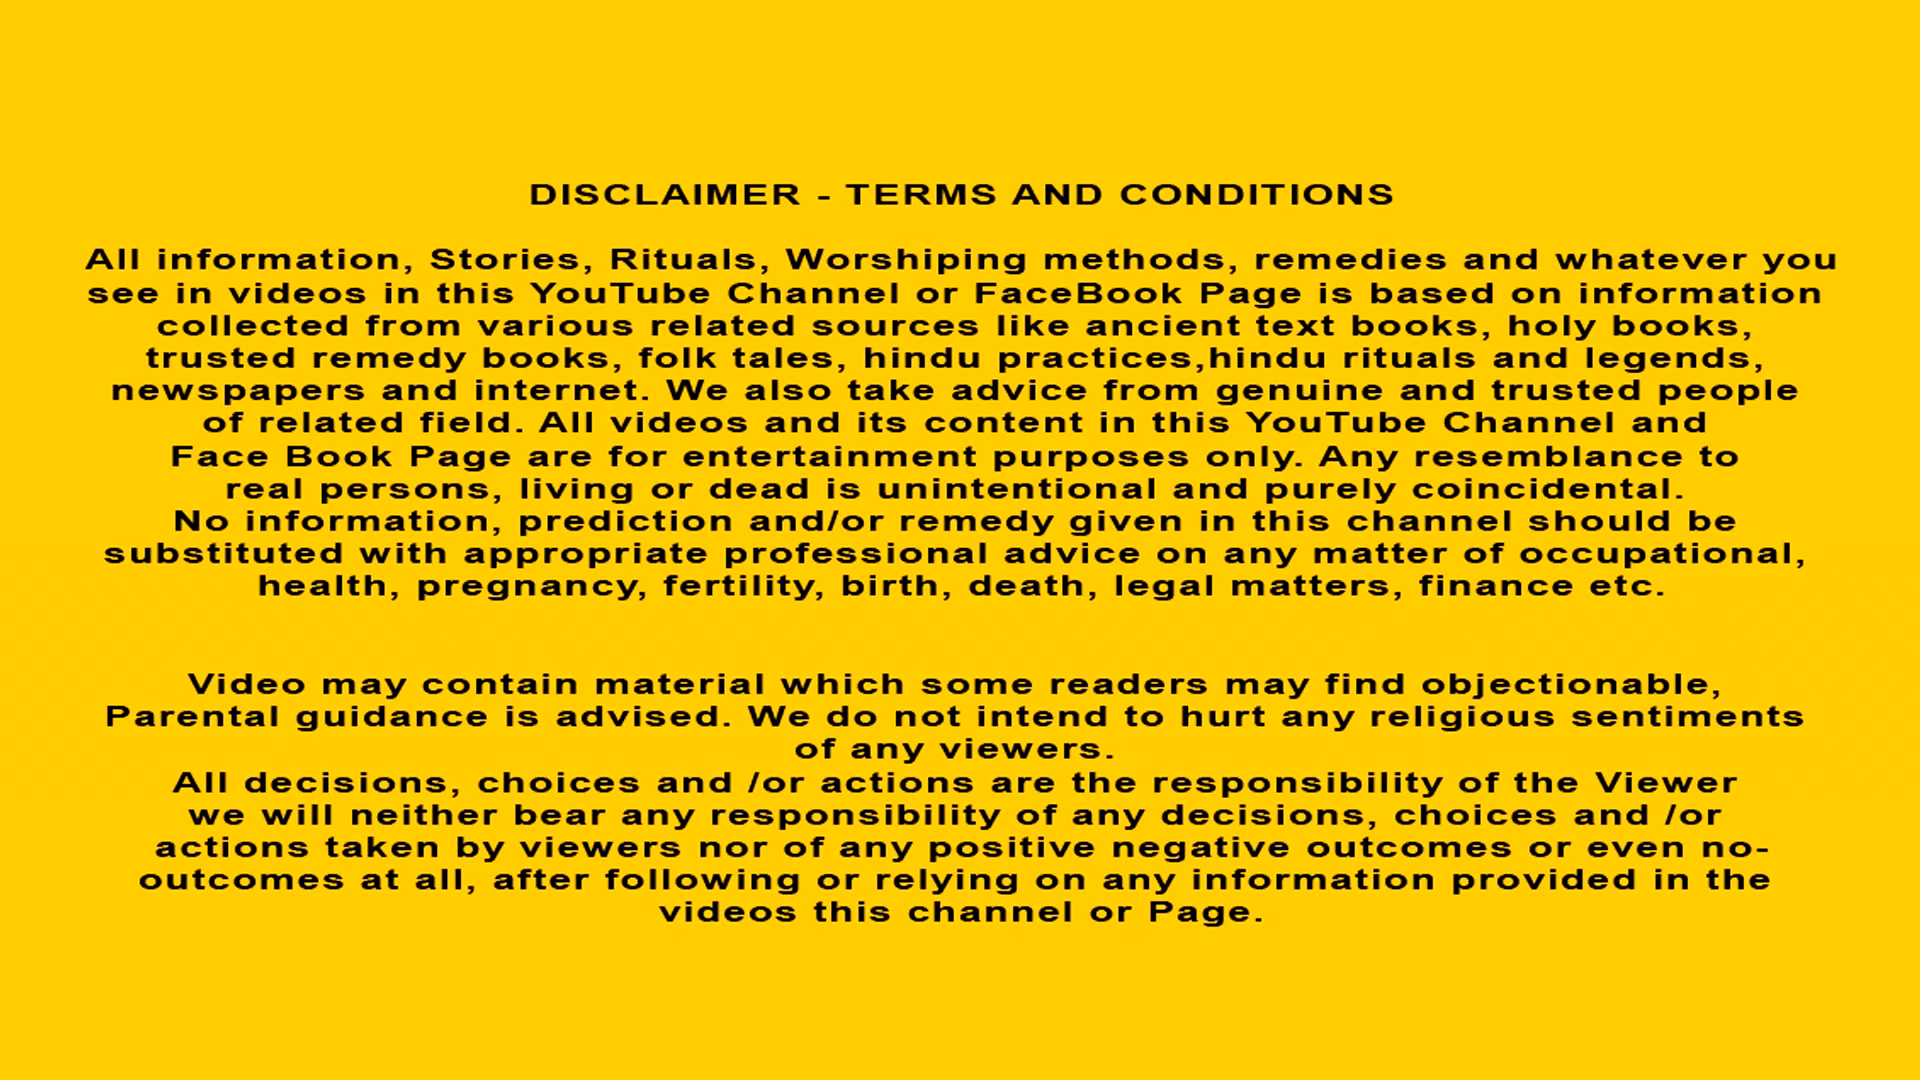 DISCLAIMER - TERMS AND CONDITIONS
All information, Stories, Rituals, Worshiping methods, remedies and whatever you
see in videos in this YouTube Channel or FaceBook Page is based on information
collected from various related sources like ancient text books, holy books,
trusted remedy books, folk tales, hindu practices,hindu rituals and legends,
newspapers and internet. We also take advice from genuine and trusted people
of related field. All videos and its content in this YouTube Channel and
Face Book Page are for entertainment purposes only. Any resemblance to
real persons, living or dead is unintentional and purely coincidental.
No information, prediction and/or remedy given in this channel should be
substituted with appropriate professional advice on any matter of occupational,
health, pregnancy, fertility, birth, death, legal matters, finance etc.
Video may contain material which some readers may find objectionable,
Parental guidance is advised. We do not intend to hurt any religious sentiments
of any viewers.
All decisions, choices and /or actions are the responsibility of the Viewer
we will neither bear any responsibility of any decisions, choices and /or
actions taken by viewers nor of any positive negative outcomes or even no-
outcomes at all, after following or relying on any information provided in the
videos this channel or Page.